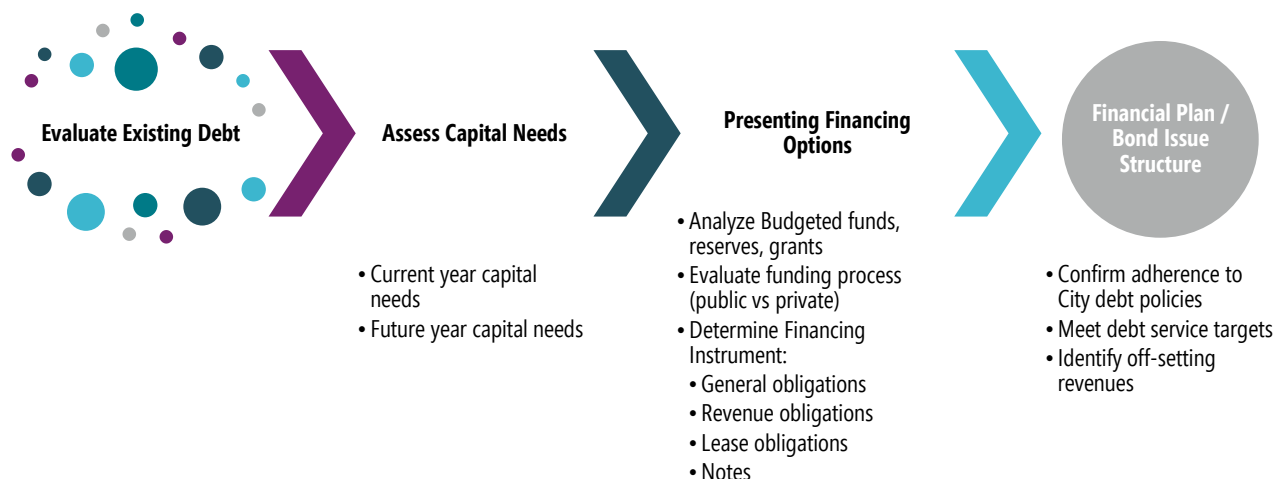 Evaluate Existing Debt
Assess Capital Needs
• Current year capital
needs
• Future year capital needs
Presenting Financing
Options
• Analyze Budgeted funds,
reserves, grants
• Evaluate funding process
(public vs private)
• Determine Financing
Instrument:
• General obligations
• Revenue obligations
• Lease obligations
• Notes
Financial Plan /
Bond Issue
Structure
• Confirm adherence to
City debt policies
• Meet debt service targets
• Identify off-setting
revenues